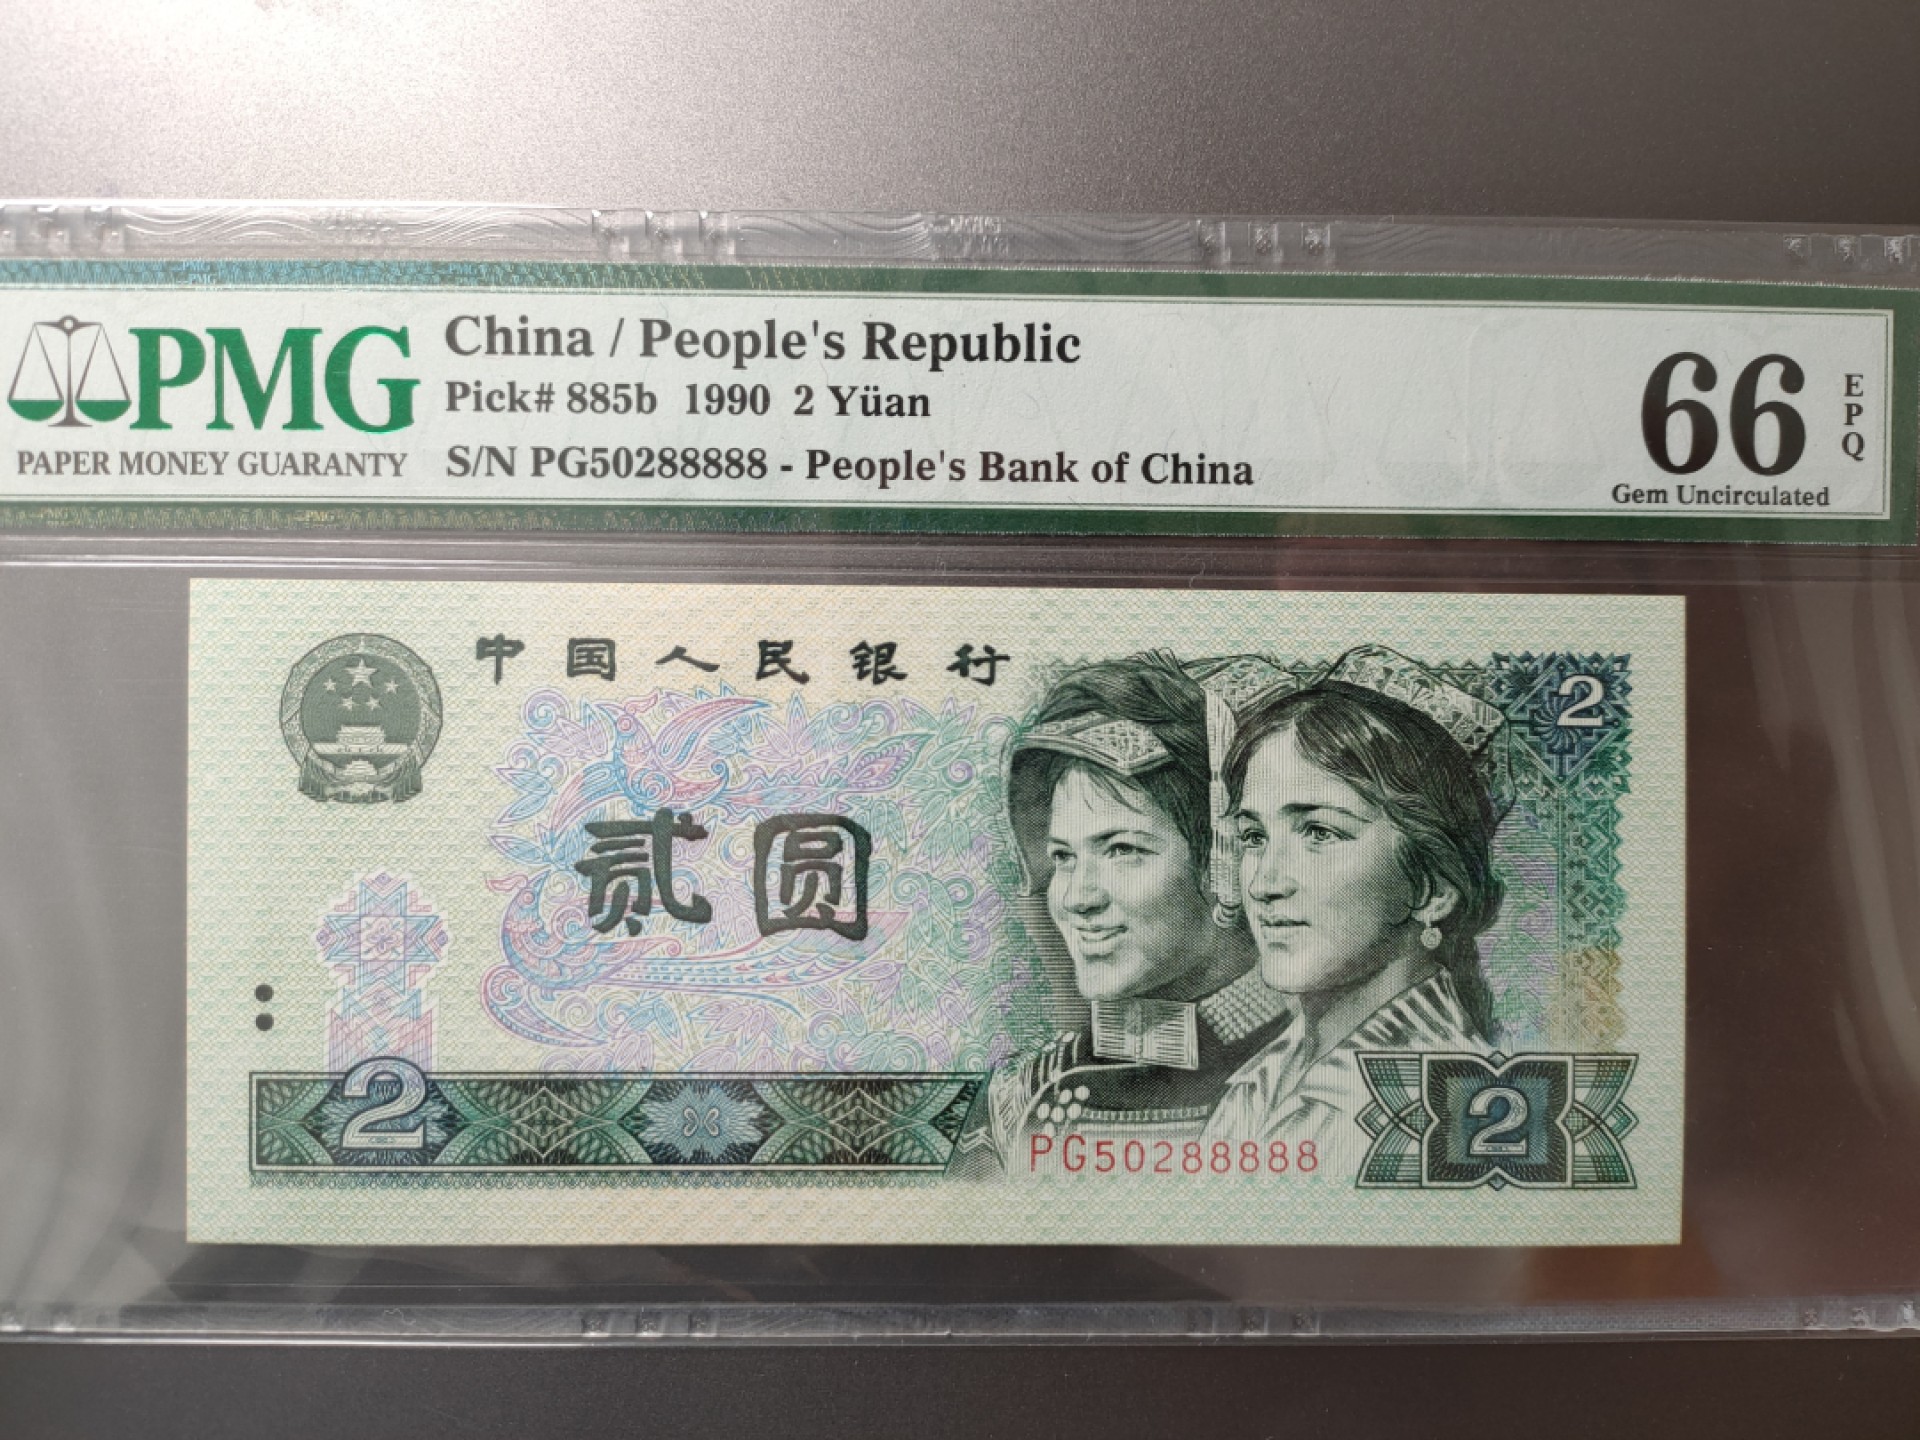 PMG
PAPER MONEY GUARANTY
China / People's Republic
Pick# 885b 1990 2 Yüan
S/N PG50288888 - People's Bank of China
66
EPQ
Gem Uncirculated
中国人民银行
2
贰圆
2
2
PG50288888